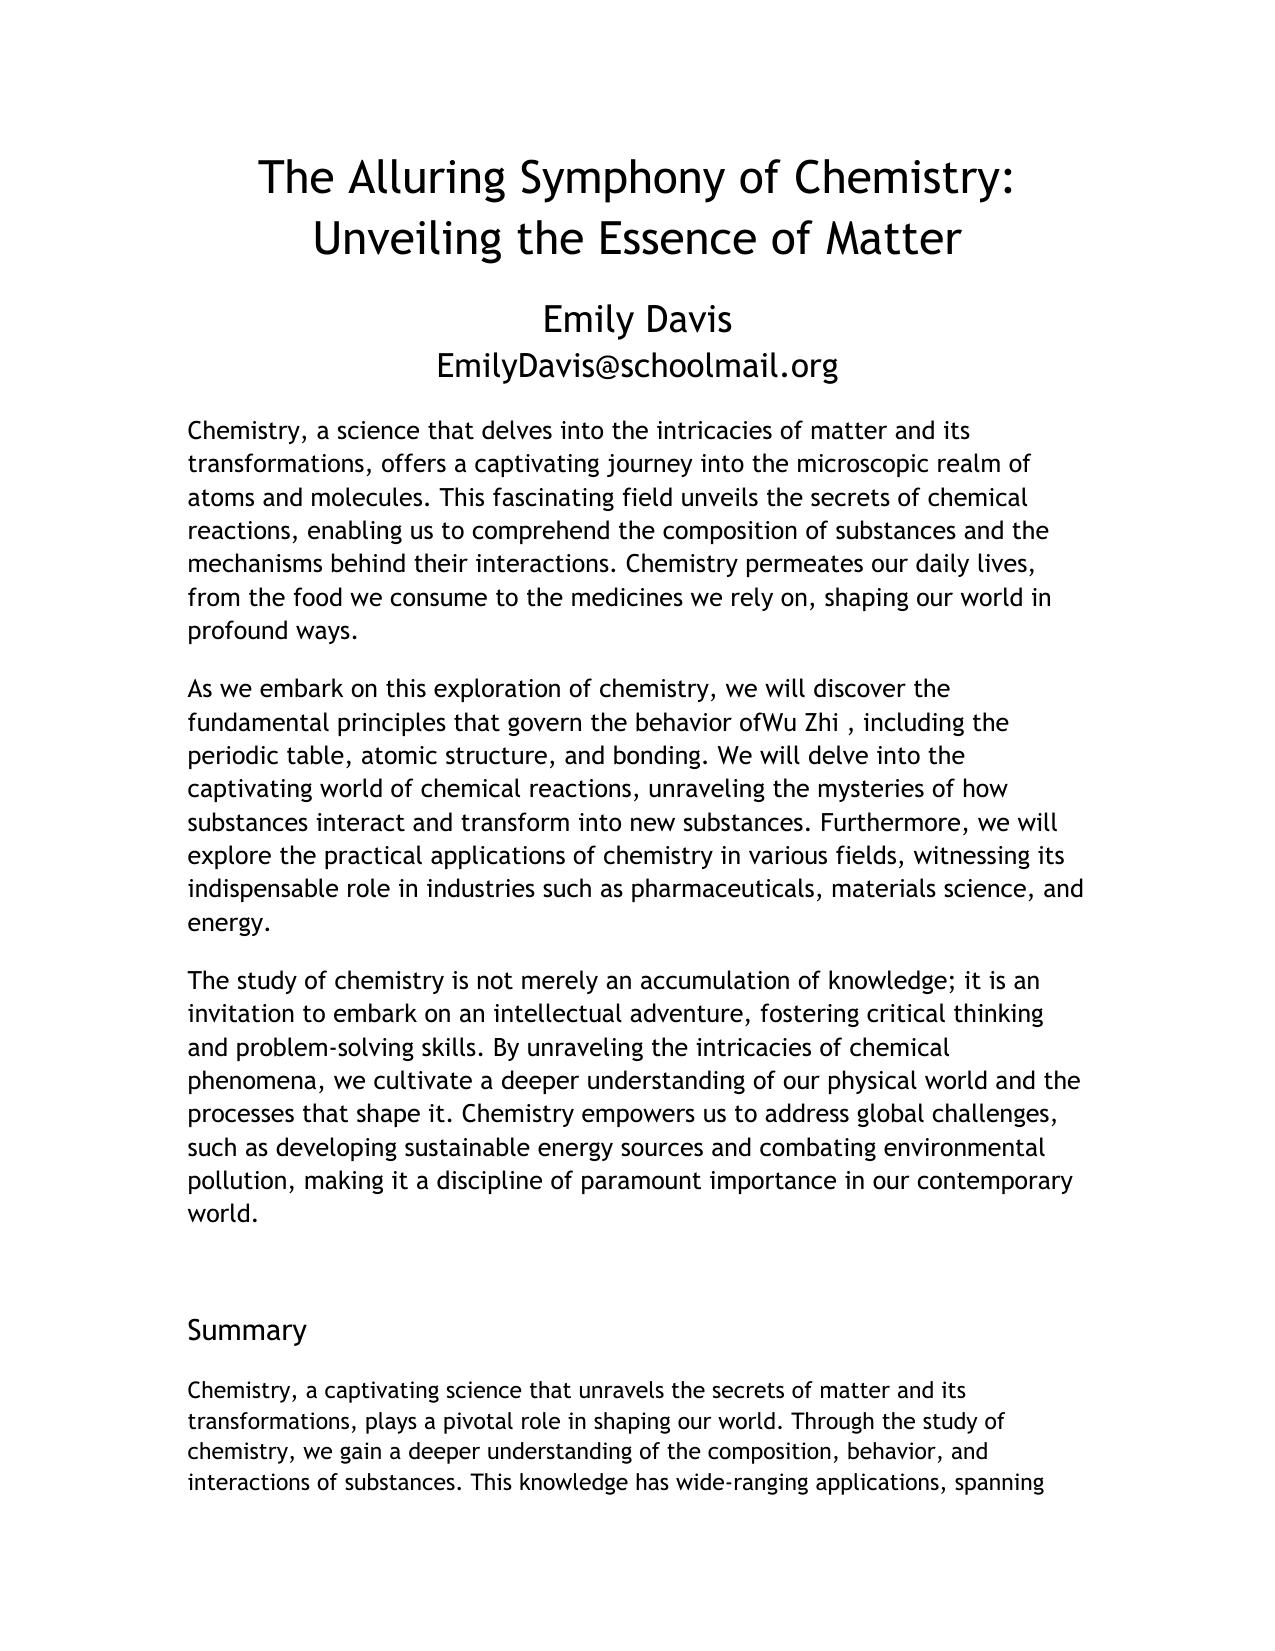 The Alluring Symphony of Chemistry:
Unveiling the Essence of Matter
Emily Davis
EmilyDavis@schoolmail.org
Chemistry, a science that delves into the intricacies of matter and its
transformations, offers a captivating journey into the microscopic realm of
atoms and molecules. This fascinating field unveils the secrets of chemical
reactions, enabling us to comprehend the composition of substances and the
mechanisms behind their interactions. Chemistry permeates our daily lives,
from the food we consume to the medicines we rely on, shaping our world in
profound ways.
As we embark on this exploration of chemistry, we will discover the
fundamental principles that govern the behavior ofWu Zhi , including the
periodic table, atomic structure, and bonding. We will delve into the
captivating world of chemical reactions, unraveling the mysteries of how
substances interact and transform into new substances. Furthermore, we will
explore the practical applications of chemistry in various fields, witnessing its
indispensable role in industries such as pharmaceuticals, materials science, and
energy.
The study of chemistry is not merely an accumulation of knowledge; it is an
invitation to embark on an intellectual adventure, fostering critical thinking
and problem-solving skills. By unraveling the intricacies of chemical
phenomena, we cultivate a deeper understanding of our physical world and the
processes that shape it. Chemistry empowers us to address global challenges,
such as developing sustainable energy sources and combating environmental
pollution, making it a discipline of paramount importance in our contemporary
world.
Summary
Chemistry, a captivating science that unravels the secrets of matter and its
transformations, plays a pivotal role in shaping our world. Through the study of
chemistry, we gain a deeper understanding of the composition, behavior, and
interactions of substances. This knowledge has wide-ranging applications, spanning